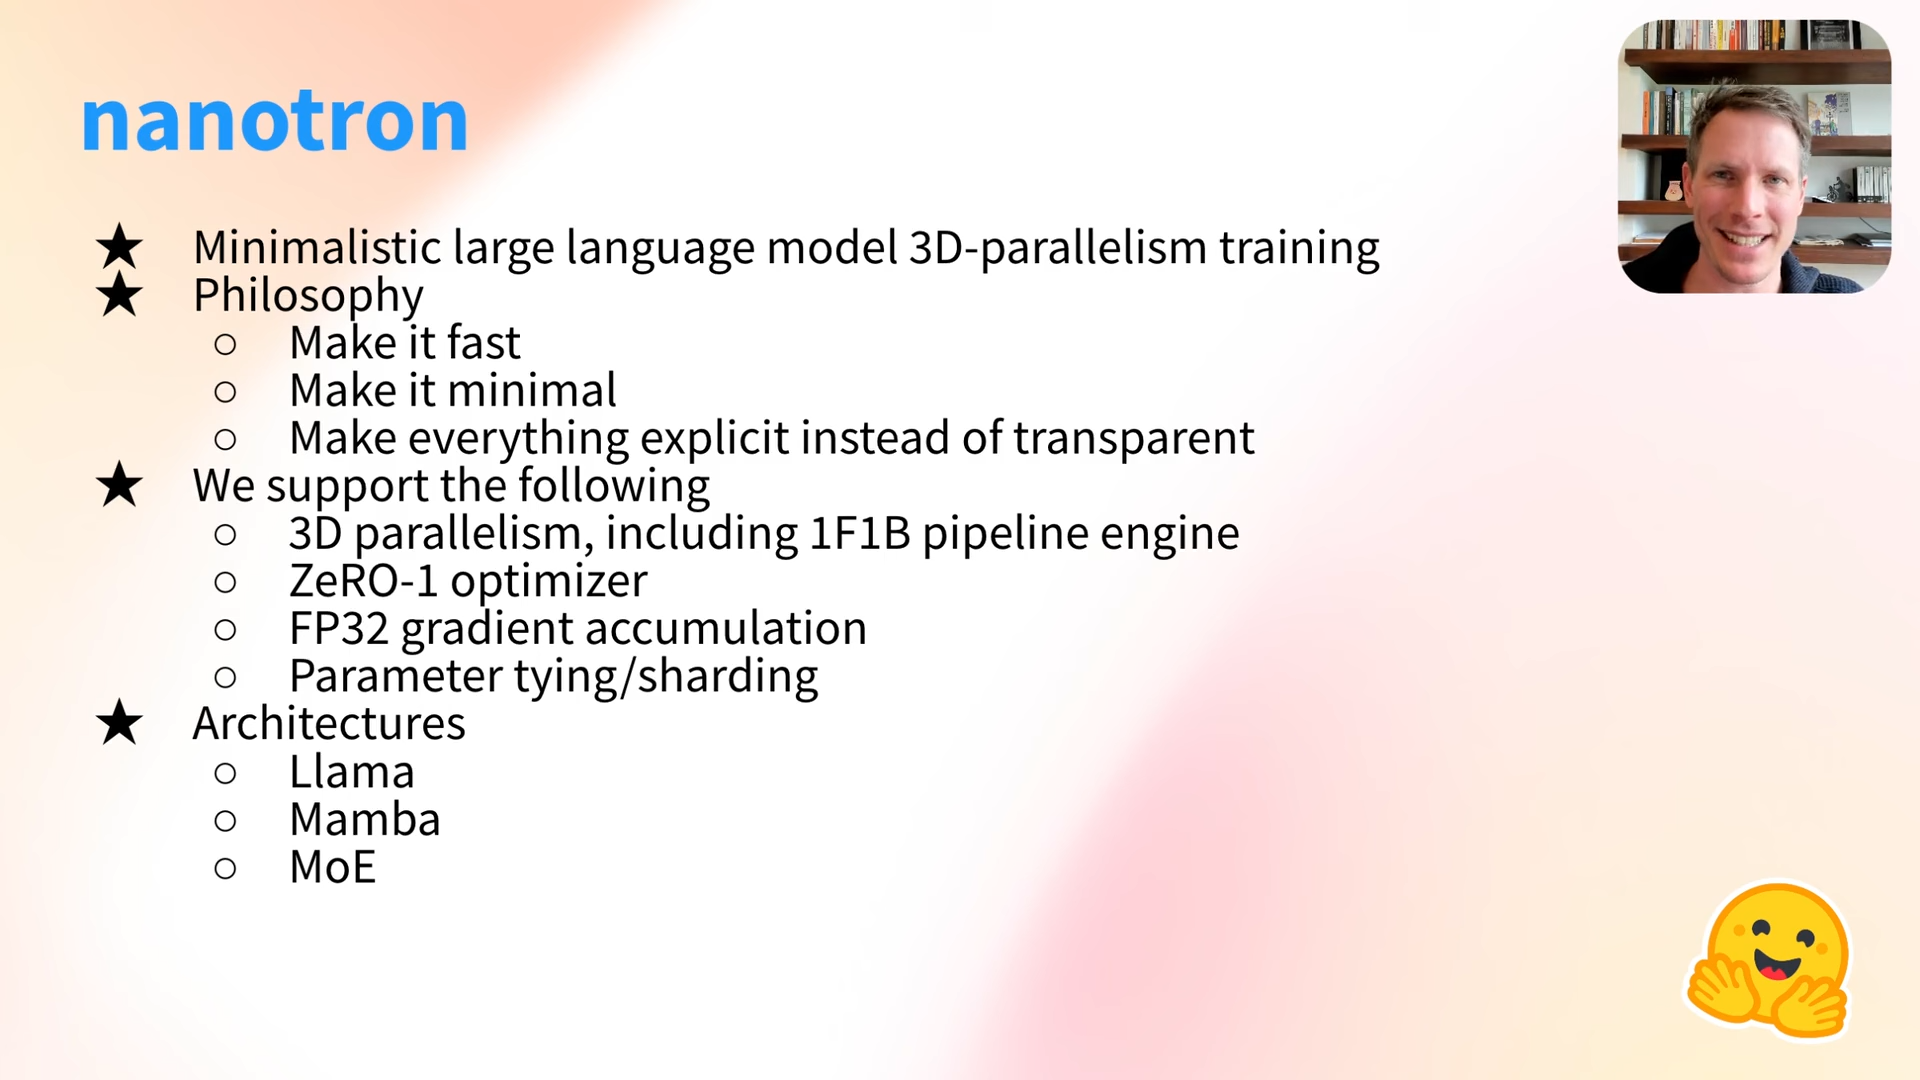 nanotron
★ Minimalistic large language model 3D-parallelism training
★ Philosophy
○ Make it fast
○ Make it minimal
○ Make everything explicit instead of transparent
★ We support the following
○ 3D parallelism, including 1F1B pipeline engine
○ ZeRO-1 optimizer
○ FP32 gradient accumulation
○ Parameter tying/sharding
★ Architectures
○ Llama
○ Mamba
○ MoE